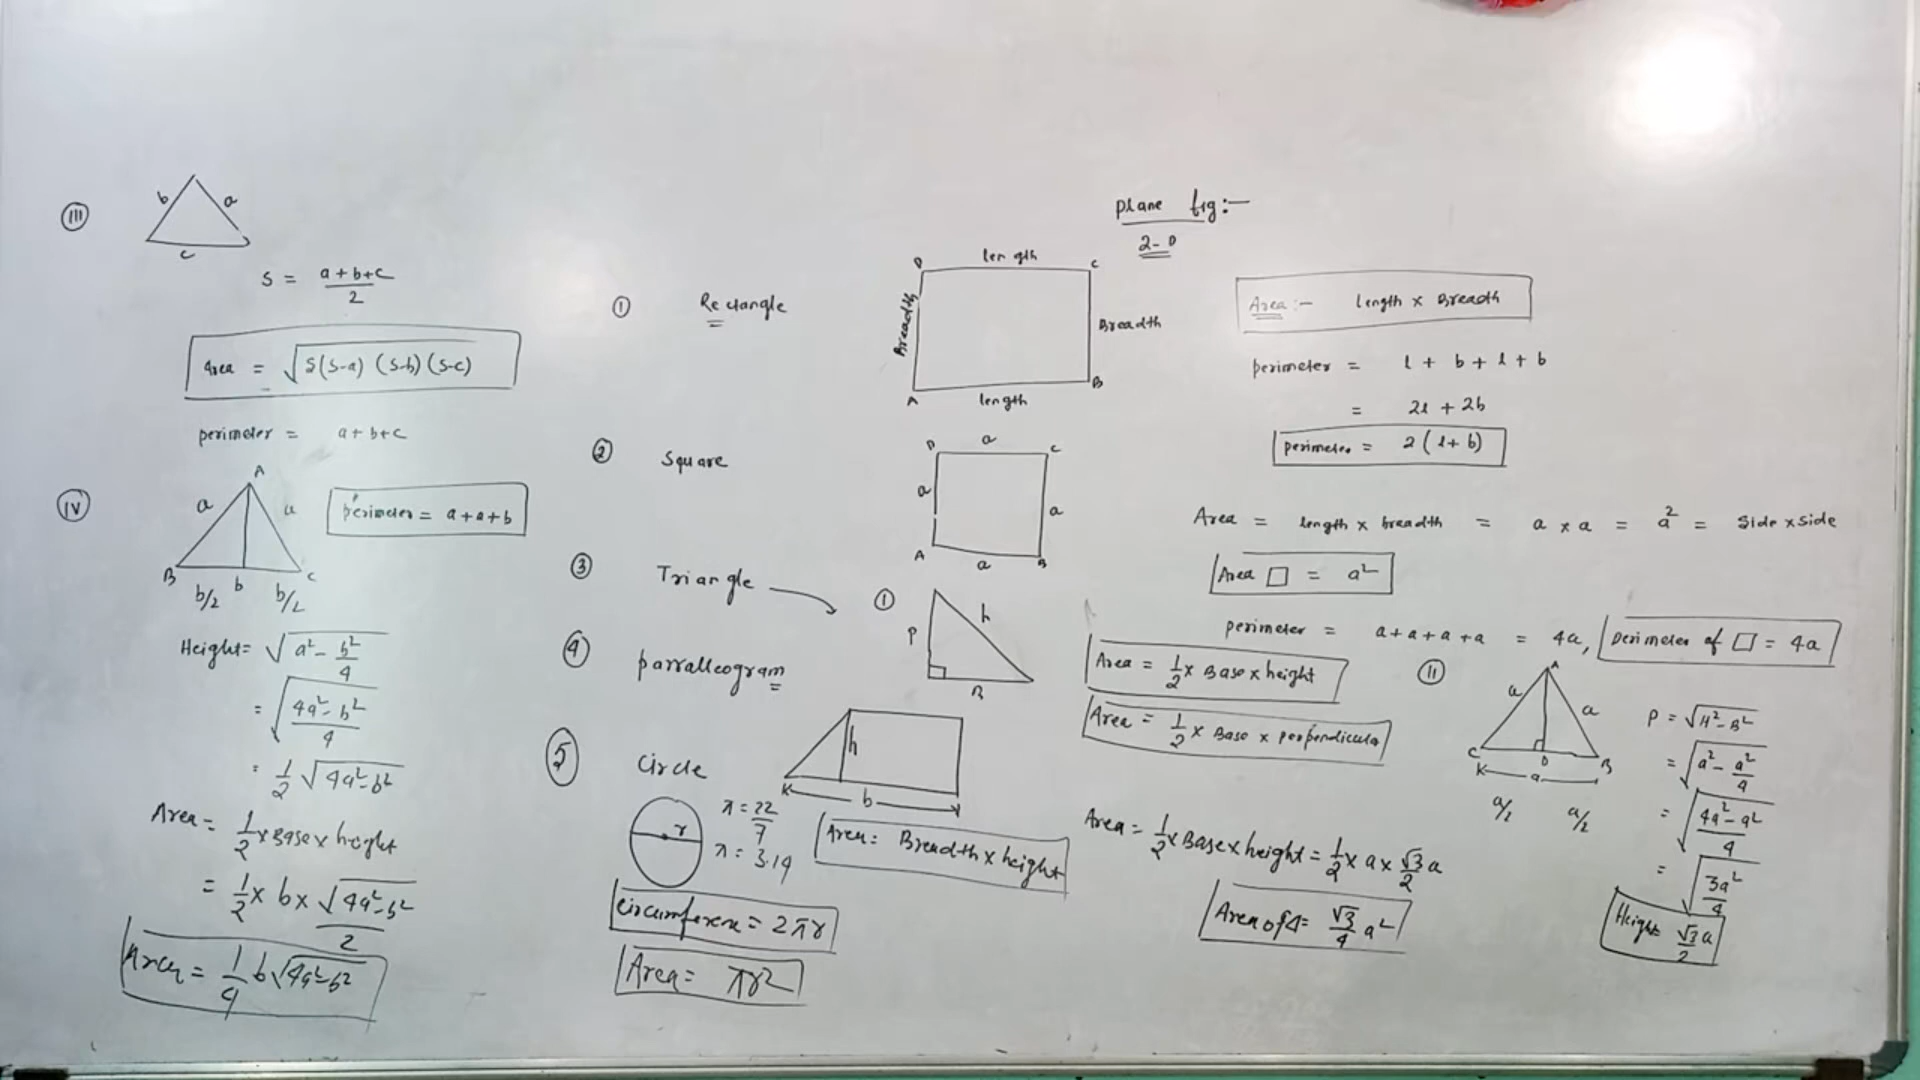 plane fig:-
2-D
① Rectangle
D length C
Breadth
Breadth
A length B
Area :- length × Breadth
perimeter = l + b + l + b
= 2l + 2b
perimeter = 2 ( l + b )
② Square
D a C
a
a
A a B
Area = length × breadth = a × a = a² = Side × side
Area □ = a²
perimeter = a + a + a + a = 4a, perimeter of □ = 4a
③ Triangle
①
P h
B
Area = 1/2 × Base × height
Area = 1/2 × Base × perpendicular
⑪
A
a a
C D B
a
a/2 a/2
P = √H² - B²
= √a² - a²/4
= √4a² - a²/4
= √3a²/4
Height = √3/2 a
Area = 1/2 × Base × height = 1/2 × a × √3/2 a
Area of Δ = √3/4 a²
III
b a
c
S = a + b + c/2
Area = √S(S-a) (S-b) (S-c)
perimeter = a + b + c
IV
A
a a
B b C
b/2 b/2
perimeter = a + a + b
Height = √a² - b²/4
= √4a² - b²/4
= 1/2 √4a² - b²
Area = 1/2 × Base × height
= 1/2 × b × √4a² - b²/2
Area = 1/4 b √4a² - b²
④ parralleogram
h
b
Area = Breadth × height
⑤ Circle
r
π = 22/7
π = 3.14
Circumferen = 2πr
Area = πr²